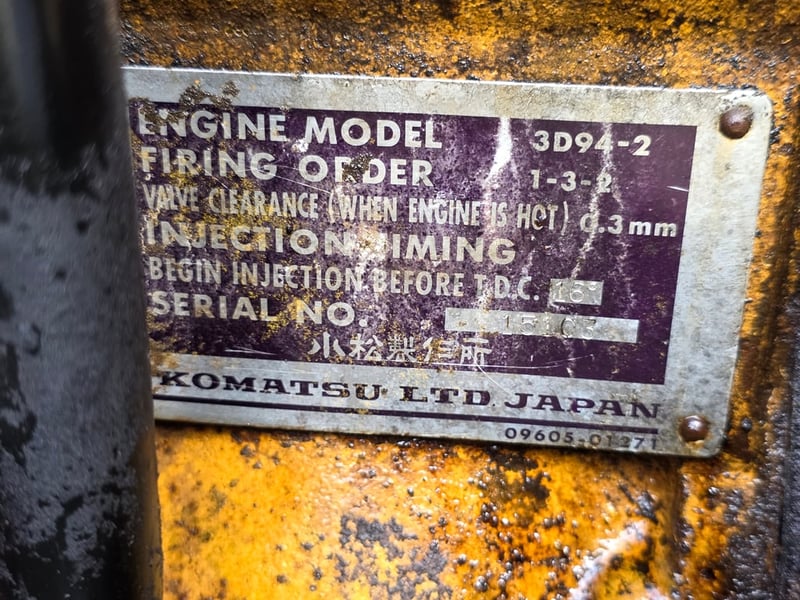 ENGINE MODEL 3D94-2
FIRING ORDER 1-3-2
VALVE CLEARANCE (WHEN ENGINE IS HOT) 0.3mm
INJECTION TIMING
BEGIN INJECTION BEFORE T.D.C. 18°
SERIAL NO.
小松製作所
KOMATSU LTD. JAPAN
09605-01271